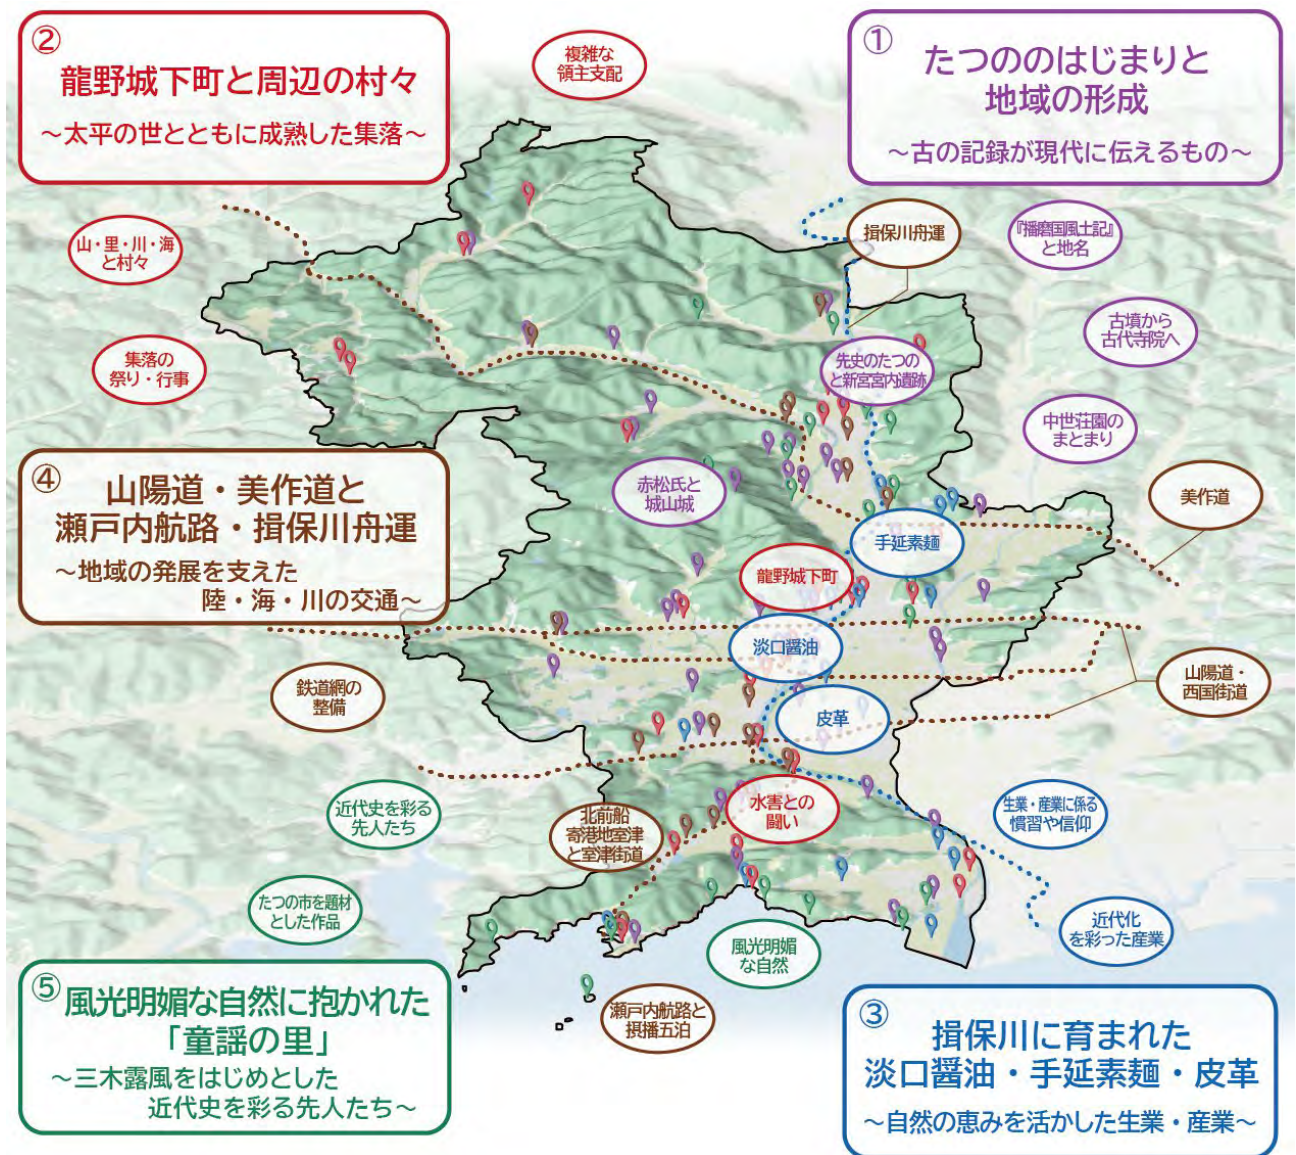 ②
龍野城下町と周辺の村々
～太平の世とともに成熟した集落～
複雑な
領主支配
①
たつののはじまりと
地域の形成
～古の記録が現代に伝えるもの～
山・里・川・海
と村々
揖保川舟運
『播磨国風土記』
と地名
集落の
祭り・行事
先史のたつの
と新宮宮内遺跡
古墳から
古代寺院へ
中世荘園の
まとまり
④
山陽道・美作道と
瀬戸内航路・揖保川舟運
～地域の発展を支えた
陸・海・川の交通～
赤松氏と
城山城
美作道
手延素麺
龍野城下町
淡口醤油
鉄道網の
整備
皮革
山陽道・
西国街道
近代史を彩る
先人たち
北前船
寄港地室津
と室津街道
水害との
闘い
生業・産業に係る
慣習や信仰
たつの市を題材
とした作品
風光明媚
な自然
近代化
を彩った産業
⑤
風光明媚な自然に抱かれた
「童謡の里」
～三木露風をはじめとした
近代史を彩る先人たち～
瀬戸内航路と
摂播五泊
③
揖保川に育まれた
淡口醤油・手延素麺・皮革
～自然の恵みを活かした生業・産業～